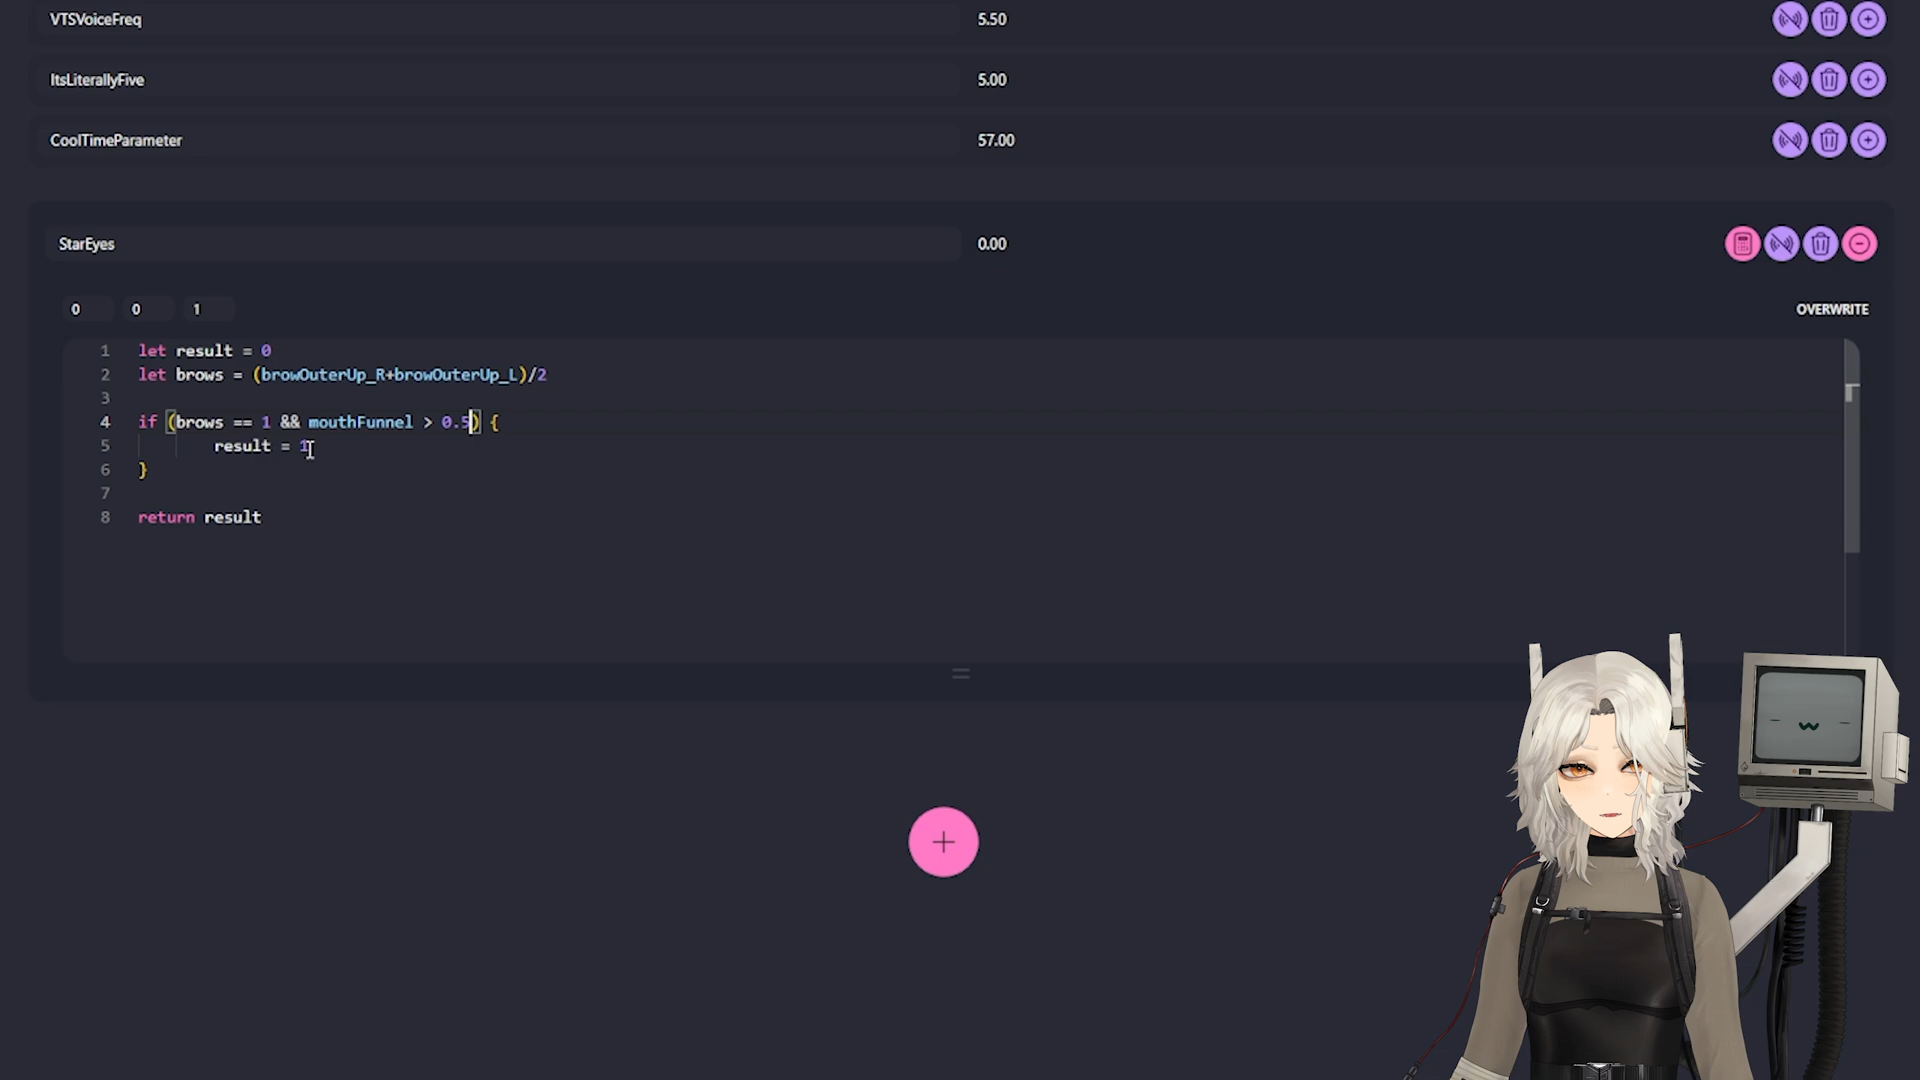 VTSVoiceFreq 5.50
ItsLiterallyFive 5.00
CoolTimeParameter 57.00
StarEyes 0.00
0 0 1 OVERWRITE
1 let result = 0
2 let brows = (browOuterUp_R+browOuterUp_L)/2
3
4 if (brows == 1 && mouthFunnel > 0.5) {
5 result = 1
6 }
7
8 return result